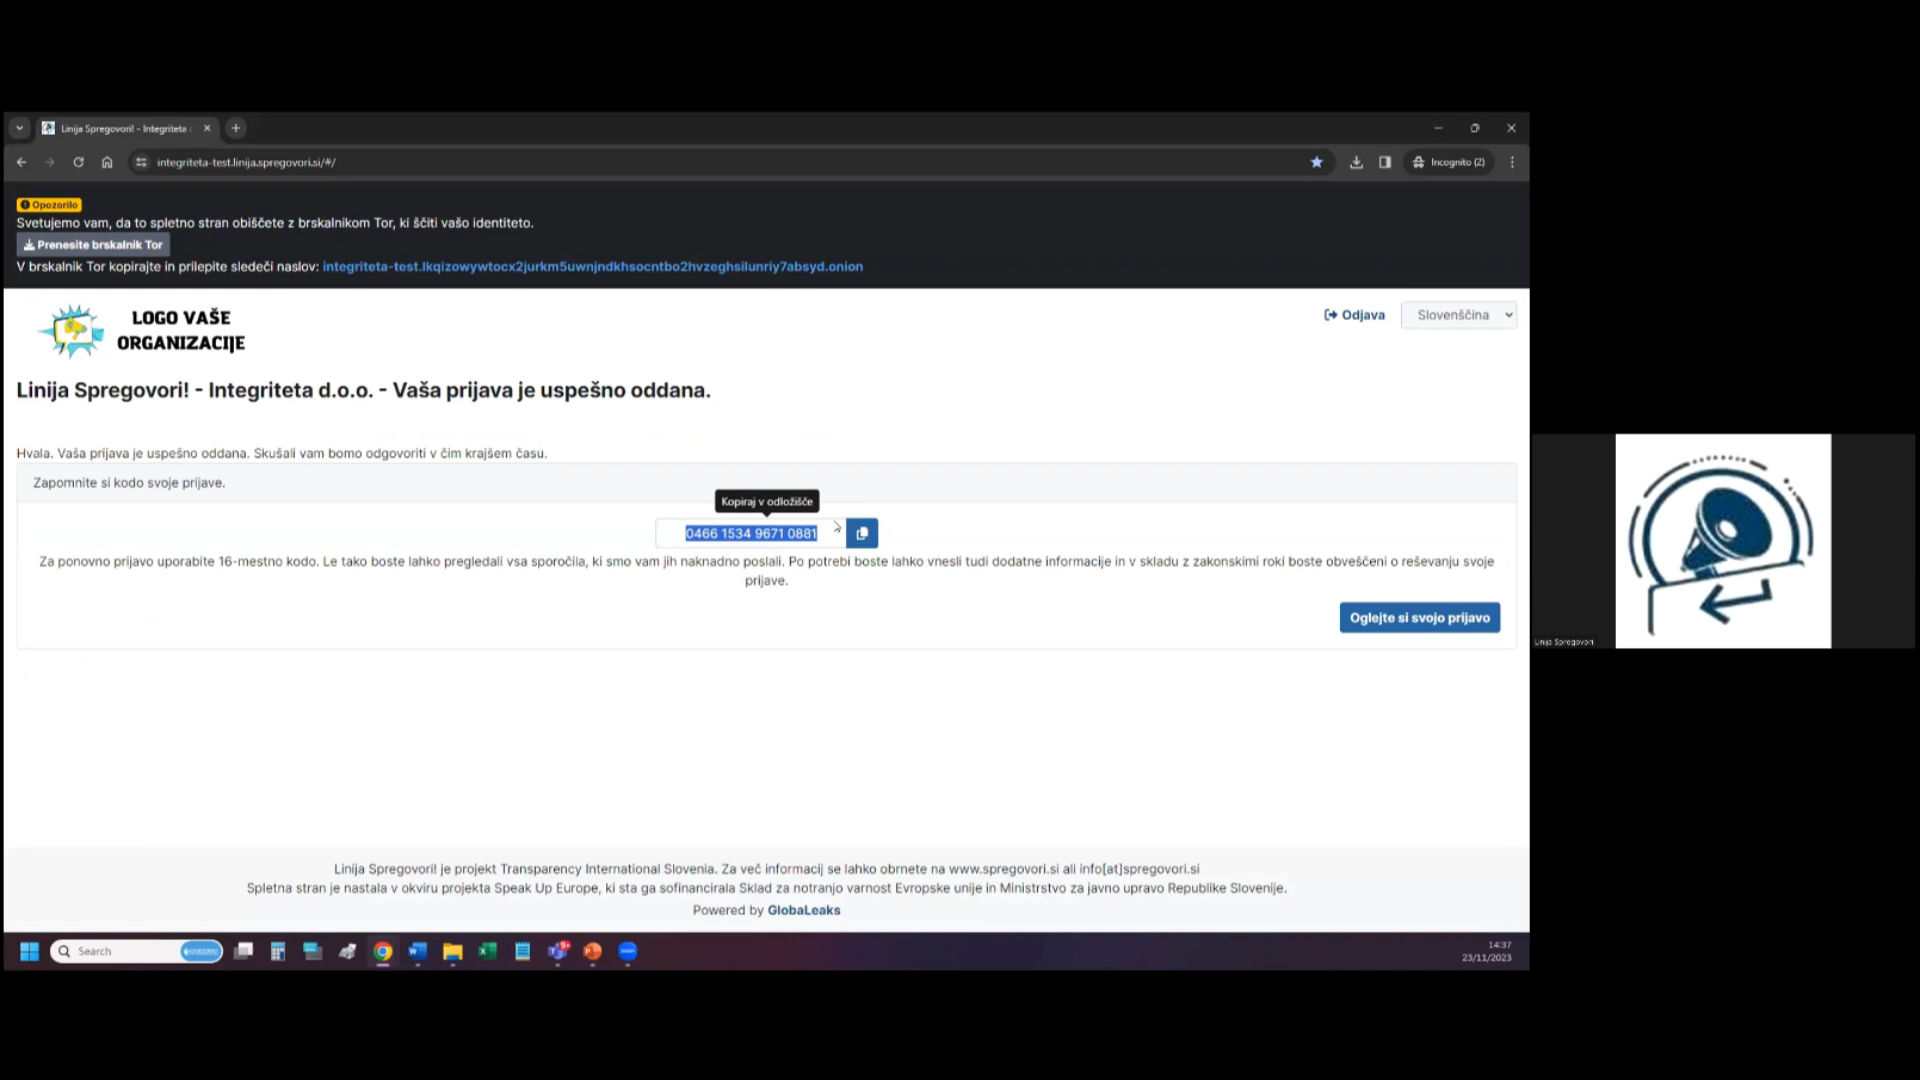 Linija Spregovori! - Integriteta
integriteta-test.linija.spregovori.si/#/
Incognito (2)
Opozorilo
Svetujemo vam, da to spletno stran obiščete z brskalnikom Tor, ki ščiti vašo identiteto.
Prenesite brskalnik Tor
V brskalnik Tor kopirajte in prilepite sledeči naslov: integriteta-test.lkqizowywtocx2jurkm5uwnjndkhsocntbo2hvzeghsilunriy7absyd.onion
LOGO VAŠE
ORGANIZACIJE
Odjava
Slovenščina
Linija Spregovori! - Integriteta d.o.o. - Vaša prijava je uspešno oddana.
Hvala. Vaša prijava je uspešno oddana. Skušali vam bomo odgovoriti v čim krajšem času.
Zapomnite si kodo svoje prijave.
Kopiraj v odložišče
0466 1534 9671 0881
Za ponovno prijavo uporabite 16-mestno kodo. Le tako boste lahko pregledali vsa sporočila, ki smo vam jih naknadno poslali. Po potrebi boste lahko vnesli tudi dodatne informacije in v skladu z zakonskimi roki boste obveščeni o reševanju svoje
prijave.
Oglejte si svojo prijavo
Linija Spregovori
Linija Spregovori! je projekt Transparency International Slovenia. Za več informacij se lahko obrnete na www.spregovori.si ali info[at]spregovori.si
Spletna stran je nastala v okviru projekta Speak Up Europe, ki sta ga sofinancirala Sklad za notranjo varnost Evropske unije in Ministrstvo za javno upravo Republike Slovenije.
Powered by GlobaLeaks
Search
14:37
23/11/2023